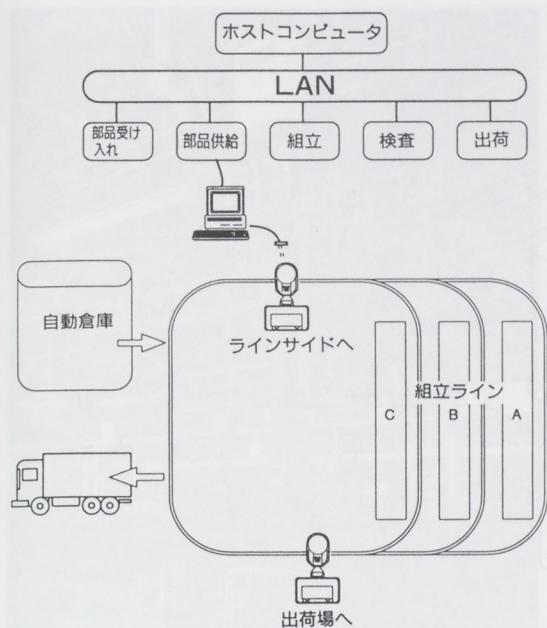 ホストコンピュータ
LAN
部品受け
入れ
部品供給
組立
検査
出荷
自動倉庫
ラインサイドへ
組立ライン
C
B
A
出荷場へ